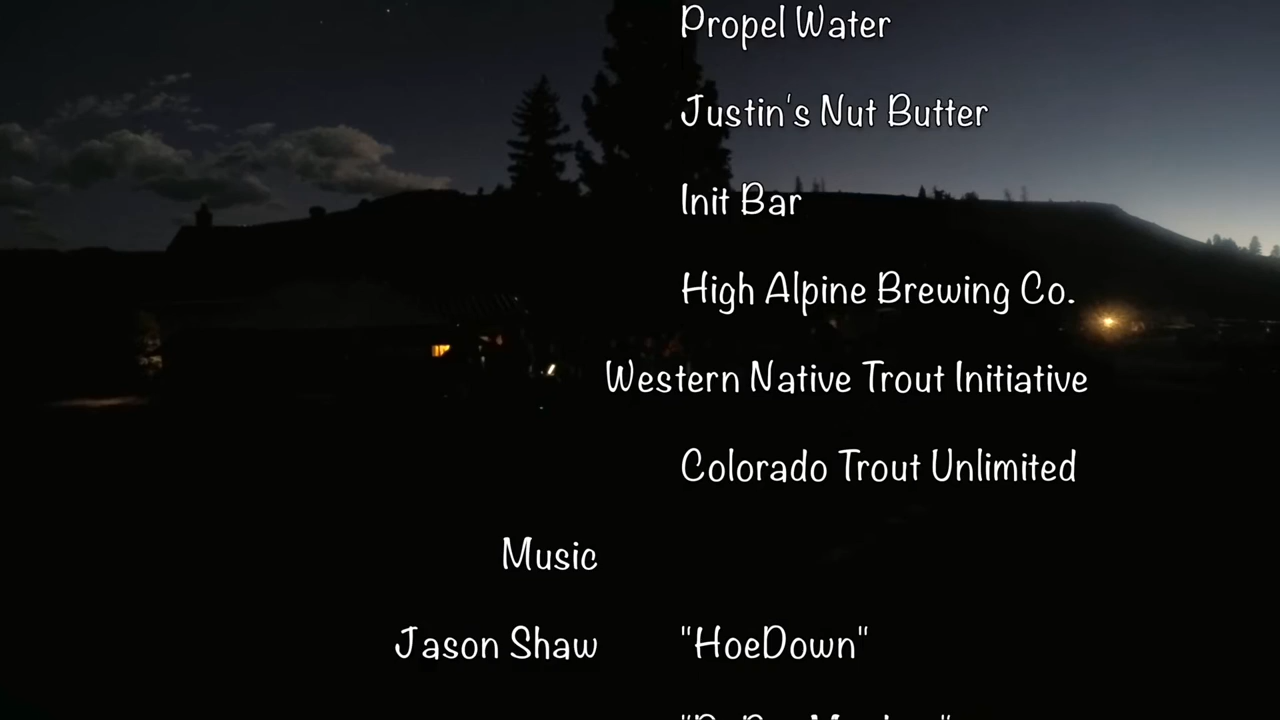 Propel Water
Justin's Nut Butter
Init Bar
High Alpine Brewing Co.
Western Native Trout Initiative
Colorado Trout Unlimited
Music
Jason Shaw "HoeDown"